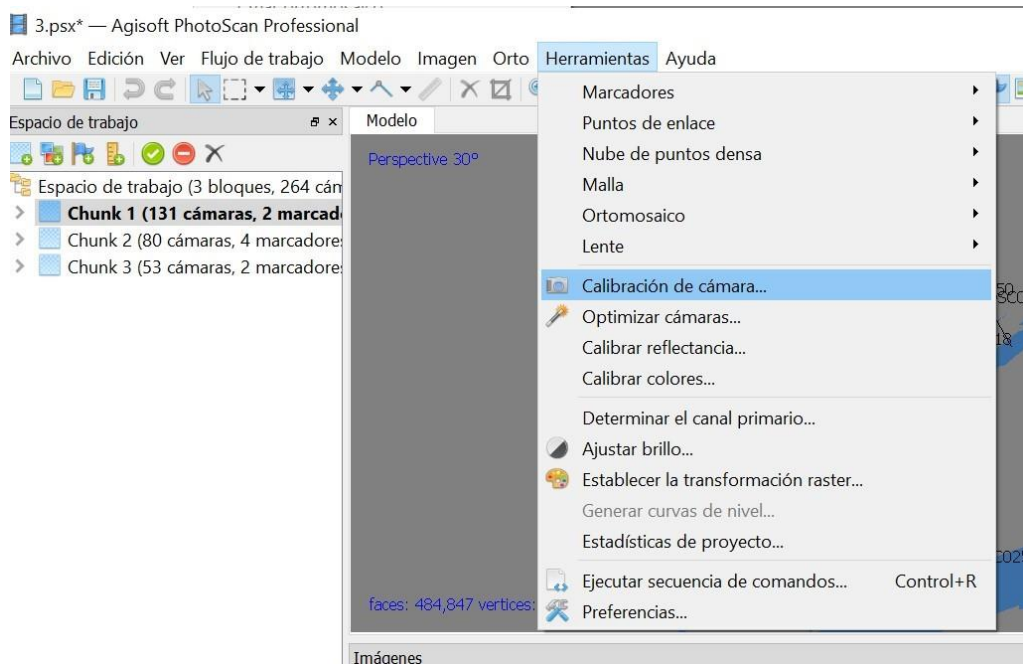 3.psx* — Agisoft PhotoScan Professional
Archivo Edición Ver Flujo de trabajo Modelo Imagen Orto Herramientas Ayuda
Espacio de trabajo
Modelo
Perspective 30°
Espacio de trabajo (3 bloques, 264
Chunk 1 (131 cámaras, 2
Chunk 2 (80 cámaras, 4 marcadore
Chunk 3 (53 cámaras, 2 marcadore
Marcadores
Puntos de enlace
Nube de puntos densa
Malla
Ortomosaico
Lente
Calibración de cámara...
Optimizar cámaras...
Calibrar reflectancia...
Calibrar colores...
Determinar el canal primario...
Ajustar brillo...
Establecer la transformación raster...
Generar curvas de nivel...
Estadísticas de proyecto...
Ejecutar secuencia de comandos... Control+R
Preferencias...
faces: 484,847 vertices:
Imágenes